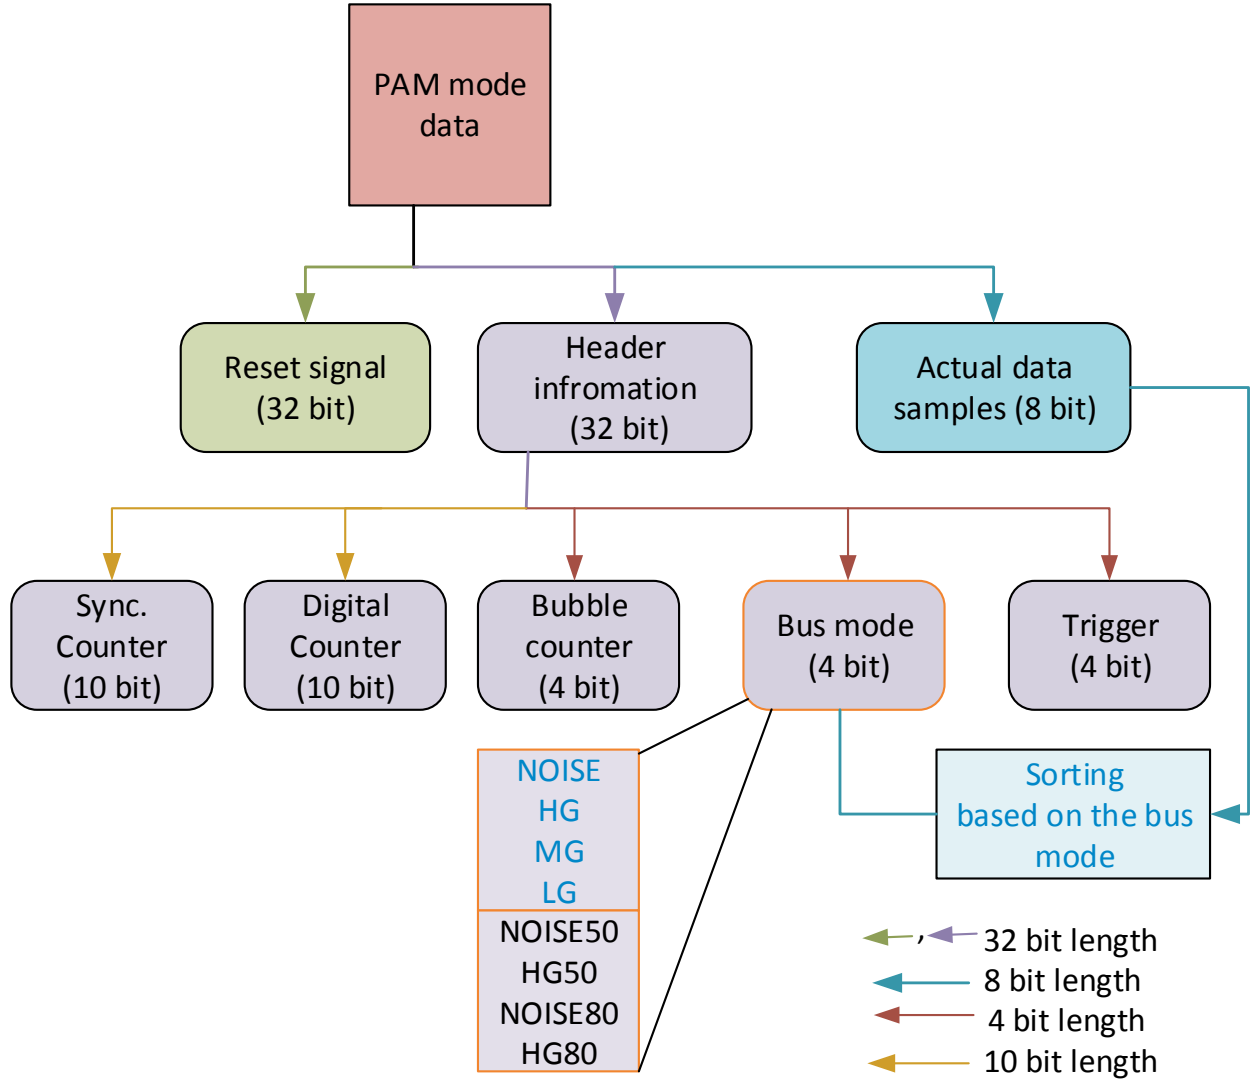 PAM mode
data
Reset signal
(32 bit)
Header
infromation
(32 bit)
Actual data
samples (8 bit)
Sync.
Counter
(10 bit)
Digital
Counter
(10 bit)
Bubble
counter
(4 bit)
Bus mode
(4 bit)
Trigger
(4 bit)
NOISE
HG
MG
LG
NOISE50
HG50
NOISE80
HG80
Sorting
based on the bus
mode
, 32 bit length
8 bit length
4 bit length
10 bit length